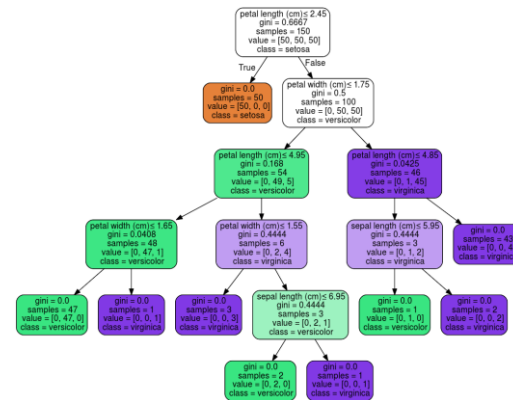 petal length (cm)≤ 2.45
gini = 0.6667
samples = 150
value = [50, 50, 50]
class = setosa
True
False
gini = 0.0
samples = 50
value = [50, 0, 0]
class = setosa
petal width (cm)≤ 1.75
gini = 0.5
samples = 100
value = [0, 50, 50]
class = versicolor
petal length (cm)≤ 4.95
gini = 0.168
samples = 54
value = [0, 49, 5]
class = versicolor
petal length (cm)≤ 4.85
gini = 0.0425
samples = 46
value = [0, 1, 45]
class = virginica
petal width (cm)≤ 1.65
gini = 0.0408
samples = 48
value = [0, 47, 1]
class = versicolor
petal width (cm)≤ 1.55
gini = 0.4444
samples = 6
value = [0, 2, 4]
class = virginica
sepal length (cm)≤ 5.95
gini = 0.4444
samples = 3
value = [0, 1, 2]
class = virginica
gini = 0.0
samples = 43
value = [0, 0, 4
class = virginica
gini = 0.0
samples = 47
value = [0, 47, 0]
class = versicolor
gini = 0.0
samples = 1
value = [0, 0, 1]
class = virginica
gini = 0.0
samples = 3
value = [0, 0, 3]
class = virginica
sepal length (cm)≤ 6.95
gini = 0.4444
samples = 3
value = [0, 2, 1]
class = versicolor
gini = 0.0
samples = 1
value = [0, 1, 0]
class = versicolor
gini = 0.0
samples = 2
value = [0, 0, 2]
class = virginica
gini = 0.0
samples = 2
value = [0, 2, 0]
class = versicolor
gini = 0.0
samples = 1
value = [0, 0, 1]
class = virginica